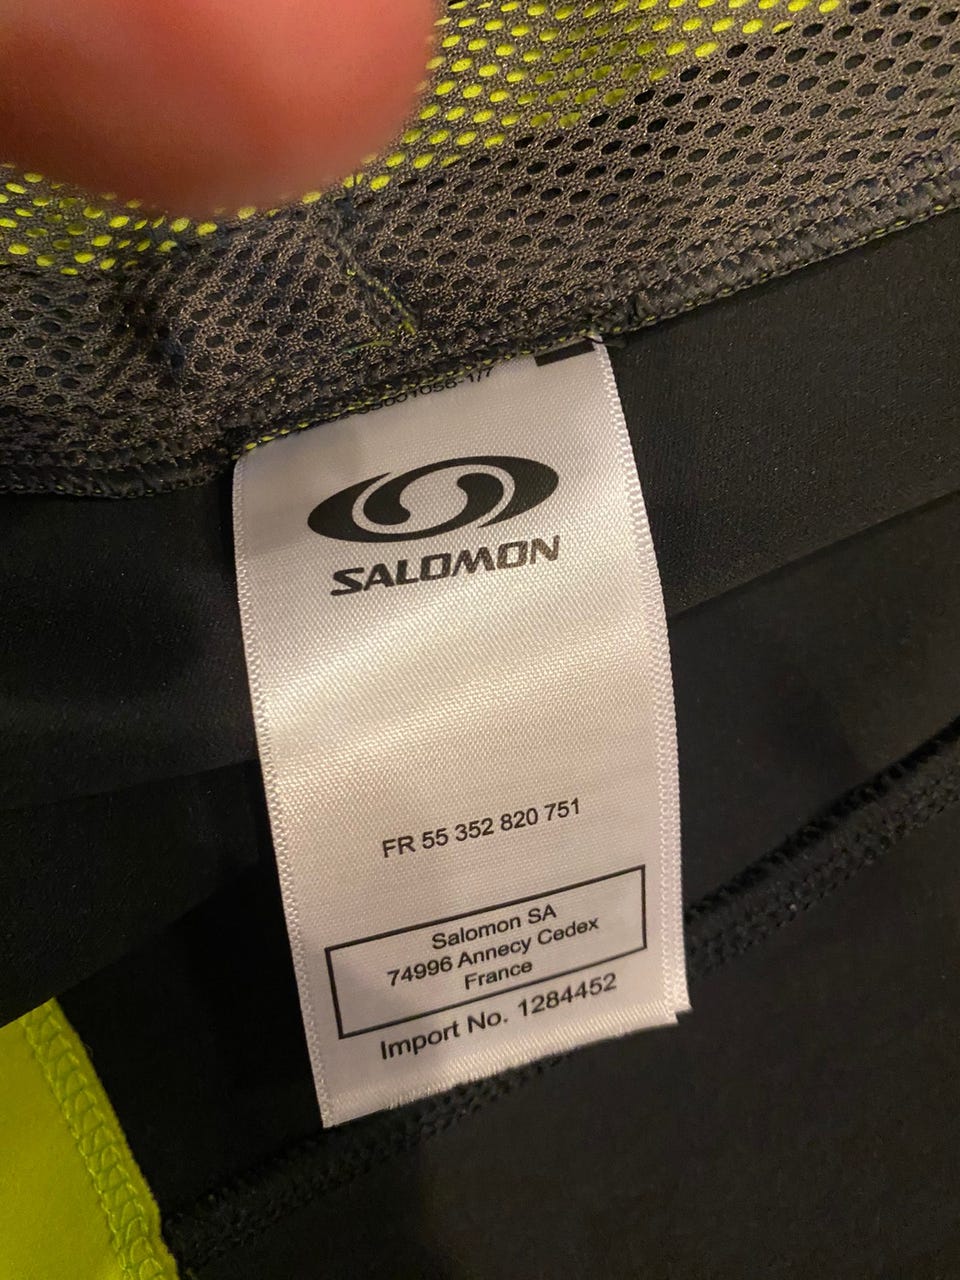 SALOMON
FR 55 352 820 751
Salomon SA
74996 Annecy Cedex
France
Import No. 1284452